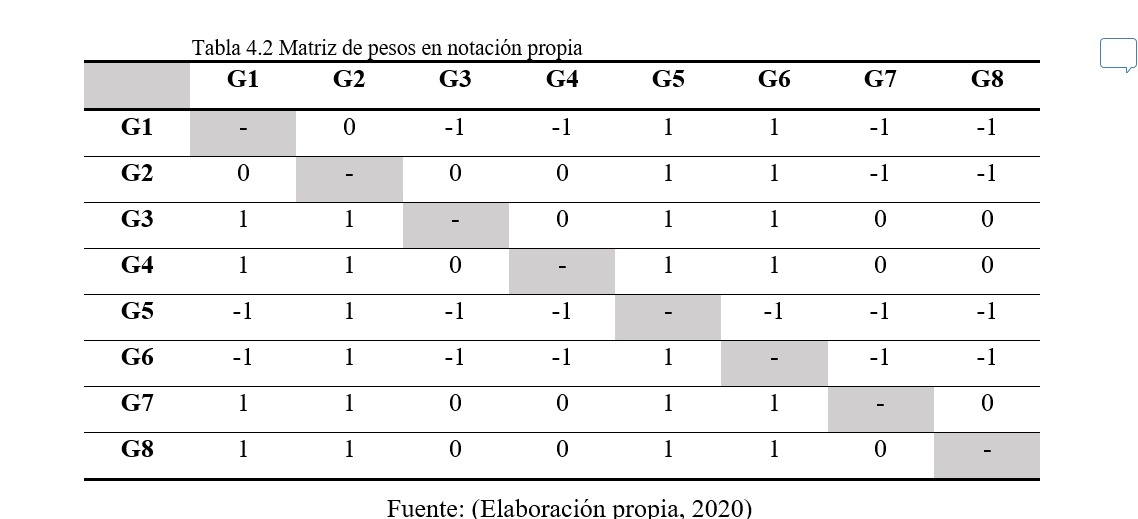 Tabla 4.2 Matriz de pesos en notación propia
G1 G2 G3 G4 G5 G6 G7 G8
G1 - 0 -1 -1 1 1 -1 -1
G2 0 - 0 0 1 1 -1 -1
G3 1 1 - 0 1 1 0 0
G4 1 1 0 - 1 1 0 0
G5 -1 1 -1 -1 - -1 -1 -1
G6 -1 1 -1 -1 1 - -1 -1
G7 1 1 0 0 1 1 - 0
G8 1 1 0 0 1 1 0 -
Fuente: (Elaboración propia, 2020)